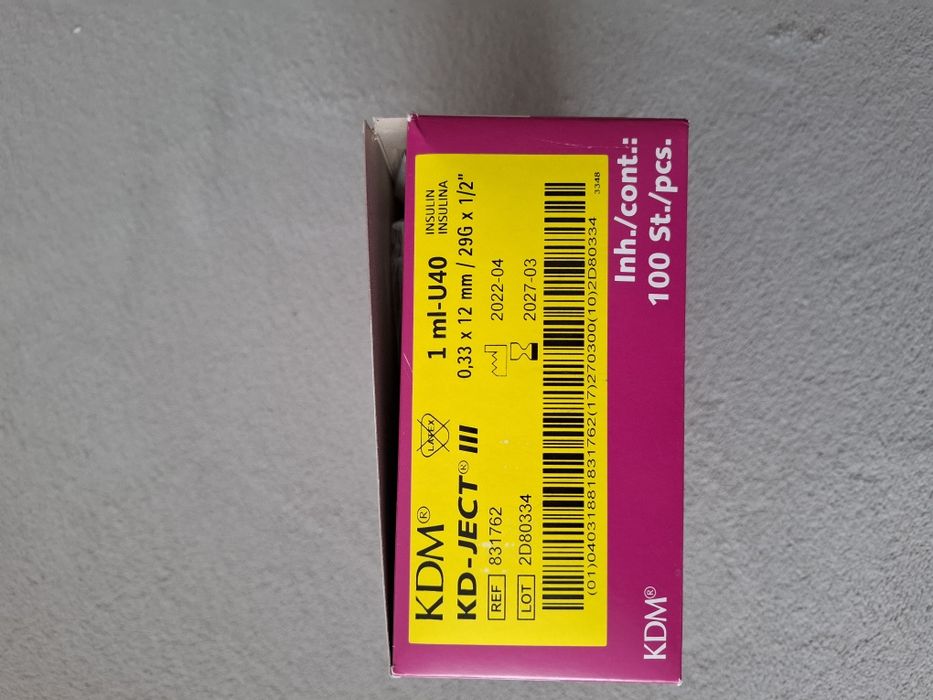 KDM®
LATEX
KD-JECT® III
1 ml-U40
INSULIN
INSULINA
0,33 x 12 mm / 29G x 1/2"
REF 831762
2022-04
LOT 2D80334
2027-03
(01)04031881831762(17)270300(10)2D80334
3348
KDM®
Inh./cont.:
100 St./pcs.